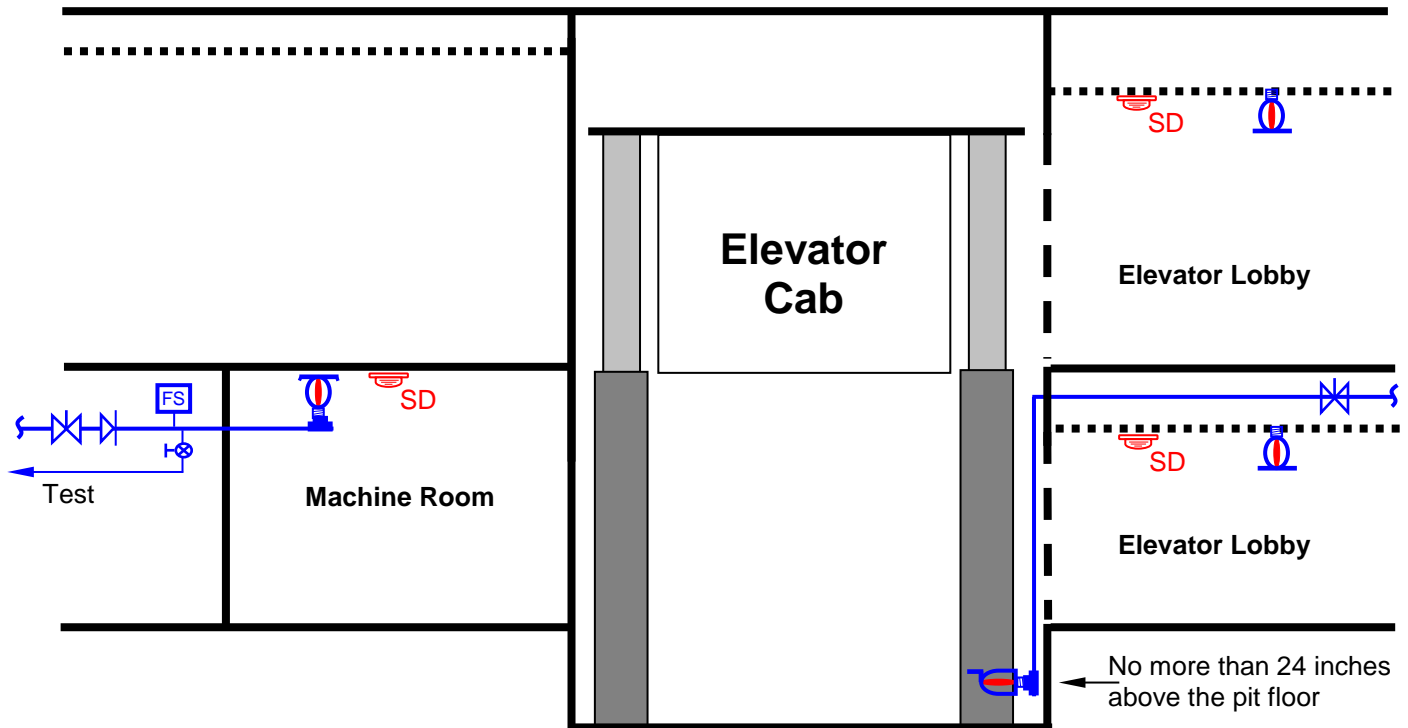 SD
Elevator
Cab
Elevator Lobby
FS
SD
SD
Test
Machine Room
Elevator Lobby
No more than 24 inches
above the pit floor